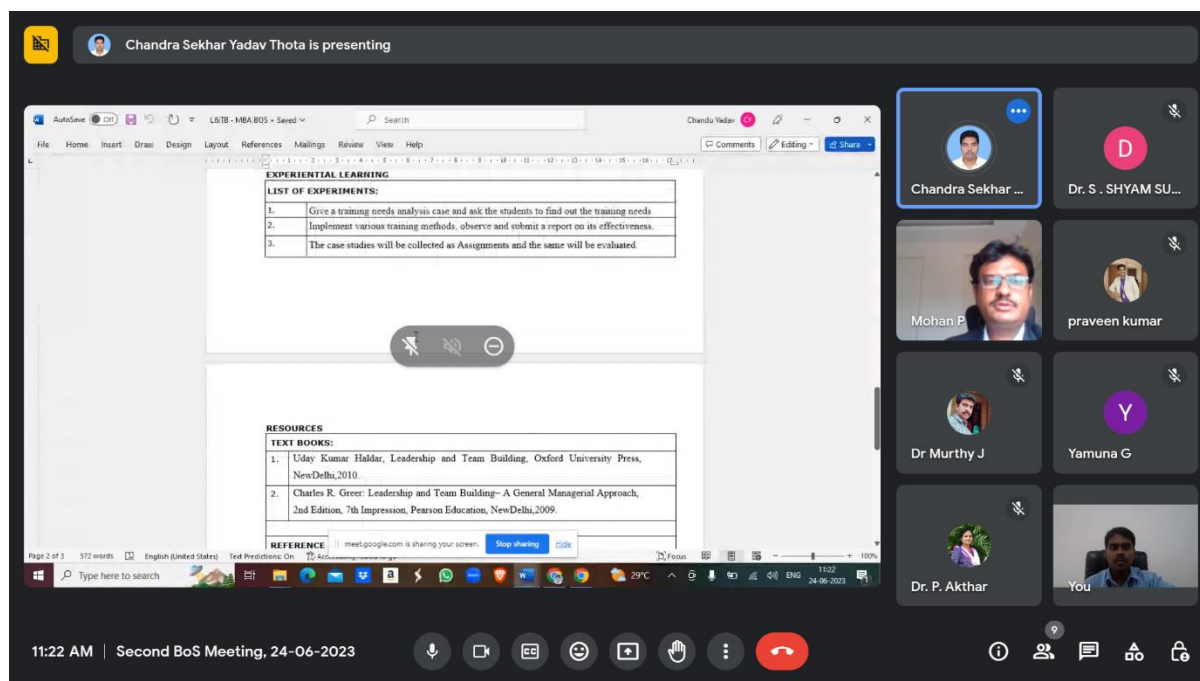 Chandra Sekhar Yadav Thota is presenting
AutoSave Off L&TB - MBA BOS • Saved Search Chandu Yadav CY
File Home Insert Draw Design Layout References Mailings Review View Help Comments Editing Share
EXPERIENTIAL LEARNING
LIST OF EXPERIMENTS:
1. Give a training needs analysis case and ask the students to find out the training needs
2. Implement various training methods, observe and submit a report on its effectiveness.
3. The case studies will be collected as Assignments and the same will be evaluated.
RESOURCES
TEXT BOOKS:
1. Uday Kumar Haldar, Leadership and Team Building, Oxford University Press,
NewDelhi,2010.
2. Charles R. Greer: Leadership and Team Building– A General Managerial Approach,
2nd Edition, 7th Impression, Pearson Education, NewDelhi,2009.
REFERENCE
meet.google.com is sharing your screen. Stop sharing Hide
Page 2 of 3 572 words English (United States) Text Predictions: On Focus 100%
Type here to search 29°C ENG 11:22
24-06-2023
Chandra Sekhar ...
D
Dr. S . SHYAM SU...
Mohan P
praveen kumar
Dr Murthy J
Y
Yamuna G
Dr. P. Akthar
You
11:22 AM | Second BoS Meeting, 24-06-2023
9